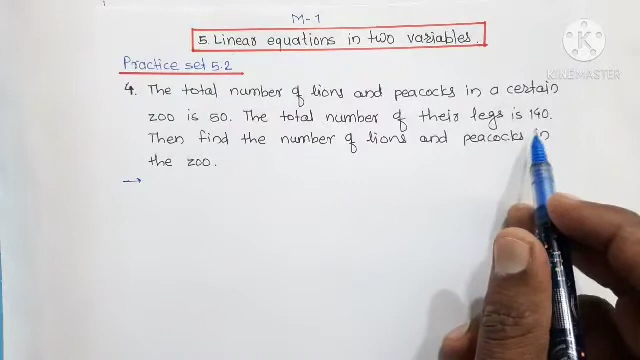 M-1
5. Linear equations in two variables.
KINEMASTER
Practice set 5.2
4. The total number of lions and peacocks in a certain
zoo is 50. The total number of their legs is 140.
Then find the number of lions and peacocks in
the zoo.
→